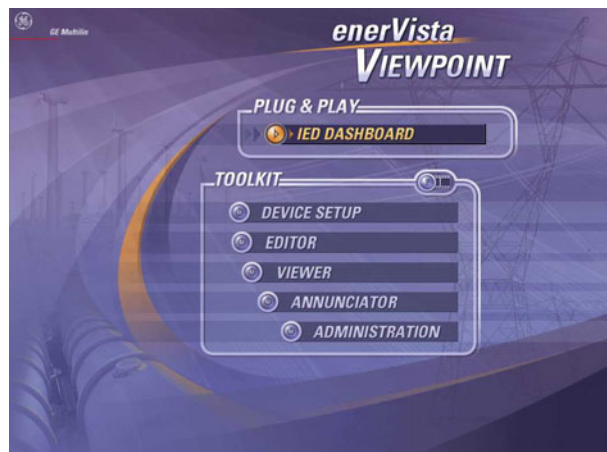 GE Multilin
enerVista
VIEWPOINT
PLUG & PLAY
IED DASHBOARD
TOOLKIT
DEVICE SETUP
EDITOR
VIEWER
ANNUNCIATOR
ADMINISTRATION